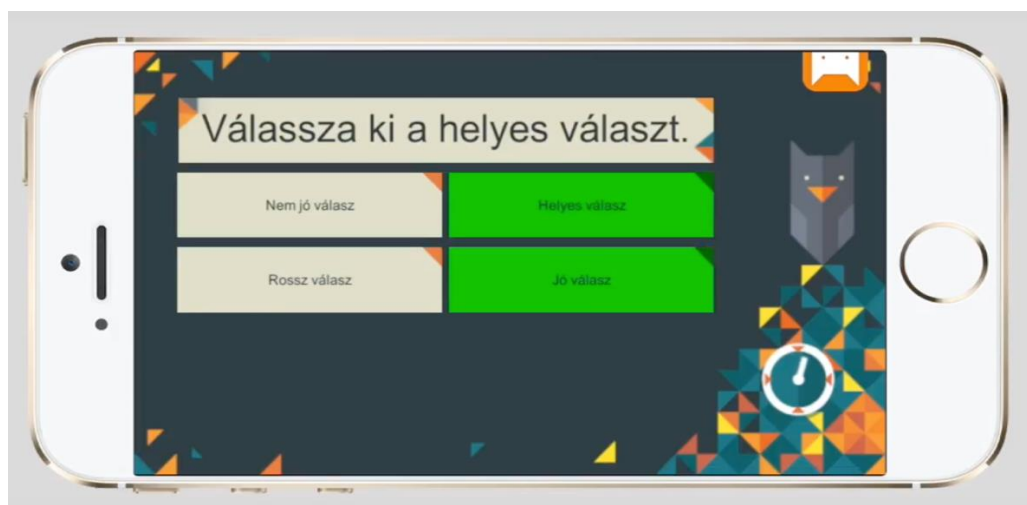 Válassza ki a helyes választ.
Nem jó válasz
Helyes válasz
Rossz válasz
Jó válasz